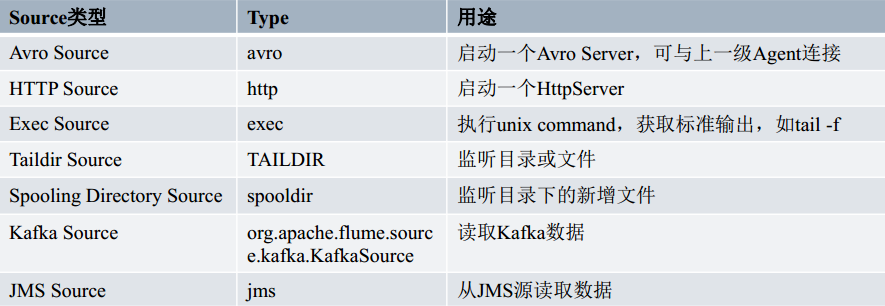 Source类型 Type 用途
Avro Source avro 启动一个Avro Server，可与上一级Agent连接
HTTP Source http 启动一个HttpServer
Exec Source exec 执行unix command，获取标准输出，如tail -f
Taildir Source TAILDIR 监听目录或文件
Spooling Directory Source spooldir 监听目录下的新增文件
Kafka Source org.apache.flume.sourc 读取Kafka数据
e.kafka.KafkaSource
JMS Source jms 从JMS源读取数据